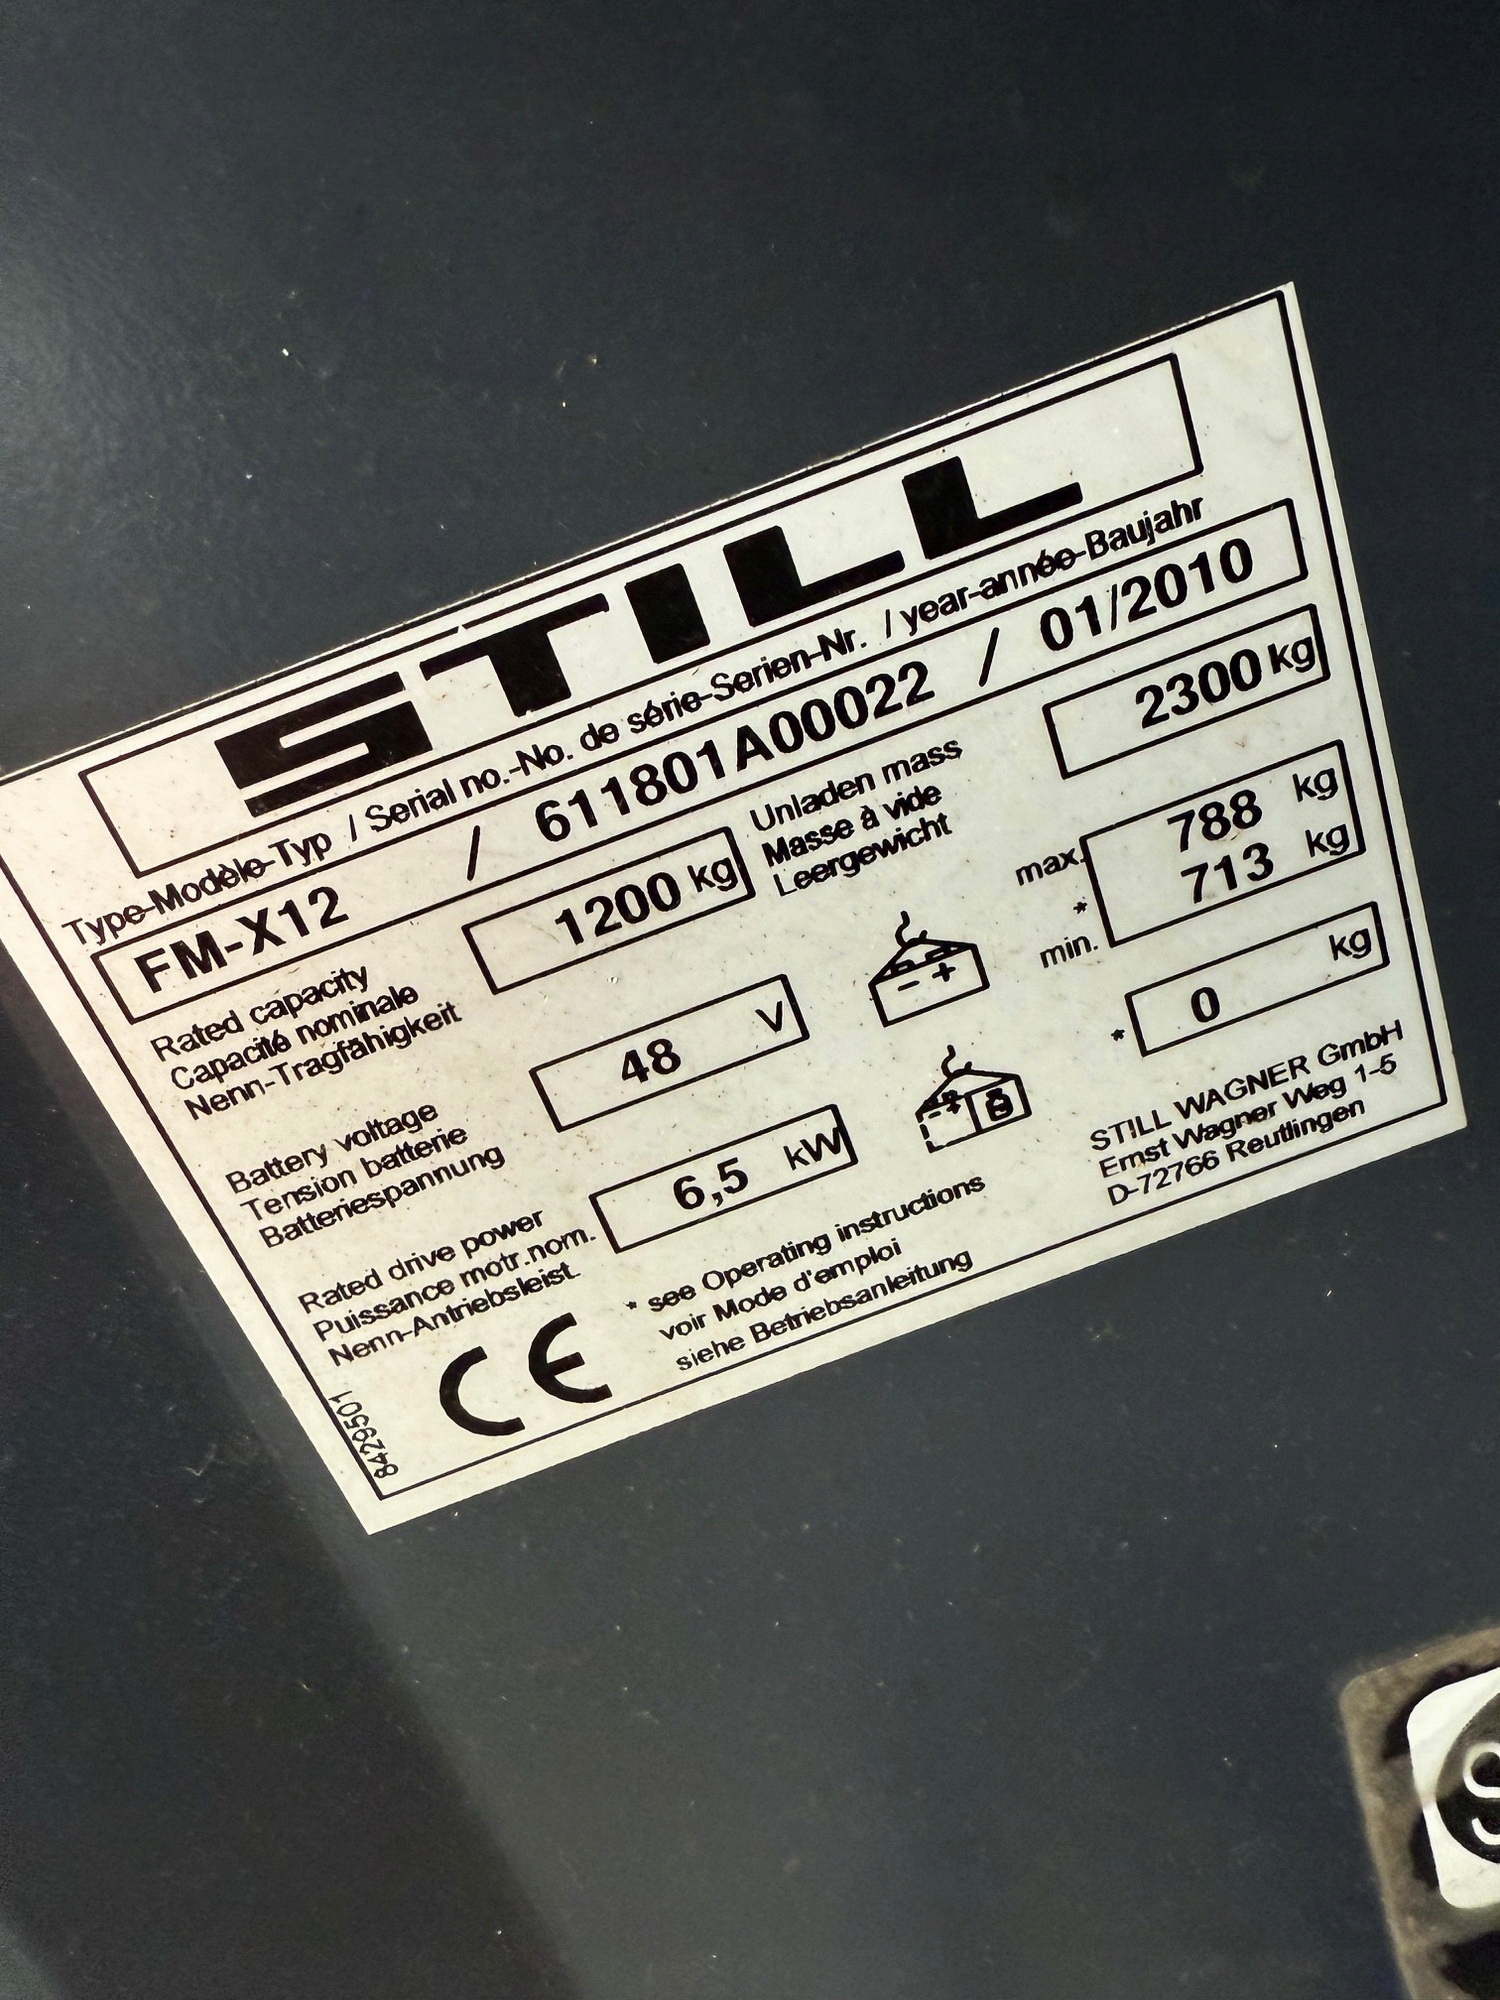 STILL
Type-Modèle-Typ / Serial no.-No. de série-Serien-Nr. / year-année-Baujahr
FM-X12 / 611801A00022 / 01/2010
Rated capacity
Capacité nominale
Nenn-Tragfähigkeit
1200 kg
Unladen mass
Masse à vide
Leergewicht
2300 kg
Battery voltage
Tension batterie
Batteriespannung
48 V
- +
max. 788 kg
*
min. 713 kg
Rated drive power
Puissance motr.nom.
Nenn-Antriebsleist.
6,5 kW
- +
* 0 kg
* see Operating instructions
voir Mode d'emploi
siehe Betriebsanleitung
STILL WAGNER GmbH
Ernst Wagner Weg 1-5
D-72766 Reutlingen
CE
8429501
S